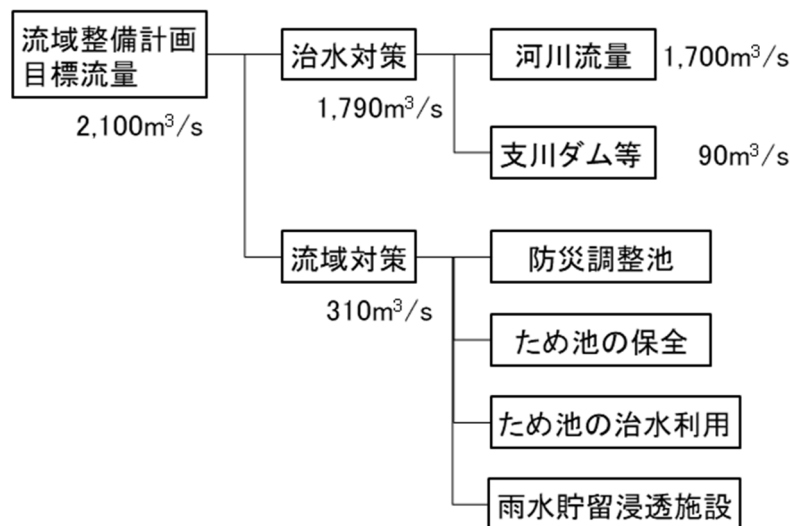 流域整備計画
目標流量
2,100m³/s
治水対策
1,790m³/s
河川流量
1,700m³/s
支川ダム等
90m³/s
流域対策
310m³/s
防災調整池
ため池の保全
ため池の治水利用
雨水貯留浸透施設